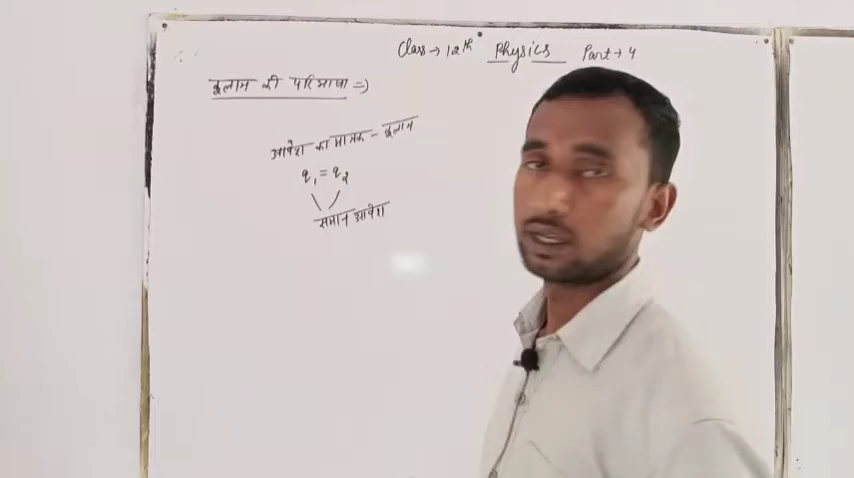 Class → 12th Physics Part → 4
कूलाम की परिभाषा ⇒
आवेश का मात्रक - कूलाम
q₁ = q₂
समान आवेश